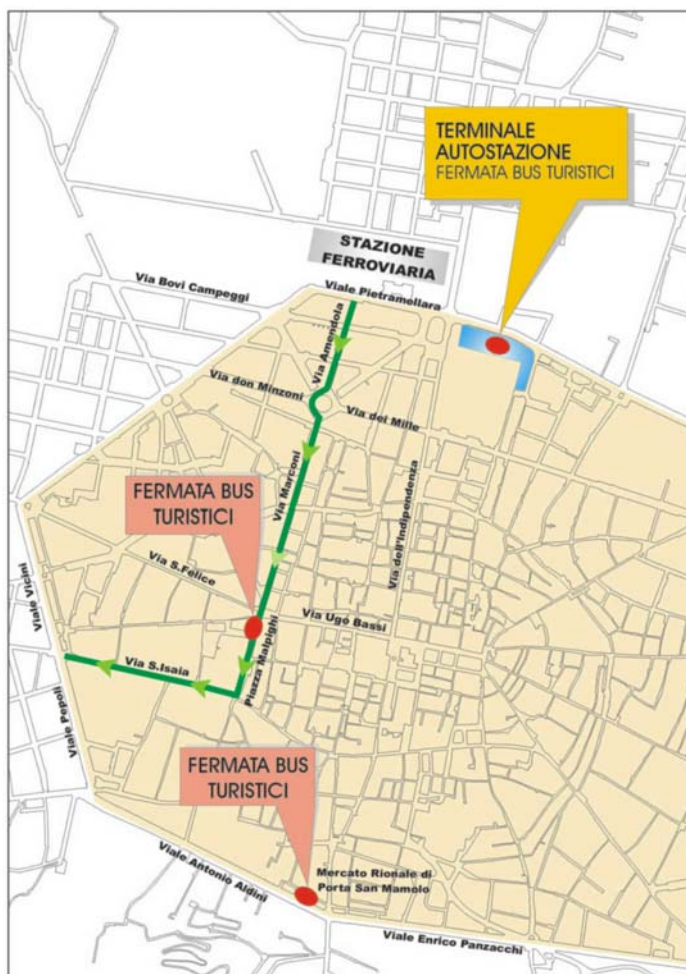 TERMINALE
AUTOSTAZIONE
FERMATA BUS TURISTICI
STAZIONE
FERROVIARIA
Via Bovi Campeggi
Viale Pietramellara
Via Amendola
Via don Minzoni
Via dei Mille
Via Marconi
FERMATA BUS
TURISTICI
Via dell'Indipendenza
Via S.Felice
Viale Vicini
Via Ugo Bassi
Piazza Malpighi
Via S.Isaia
Viale Pepoli
FERMATA BUS
TURISTICI
Viale Antonio Aldini
Mercato Rionale di
Porta San Mamolo
Viale Enrico Panzacchi